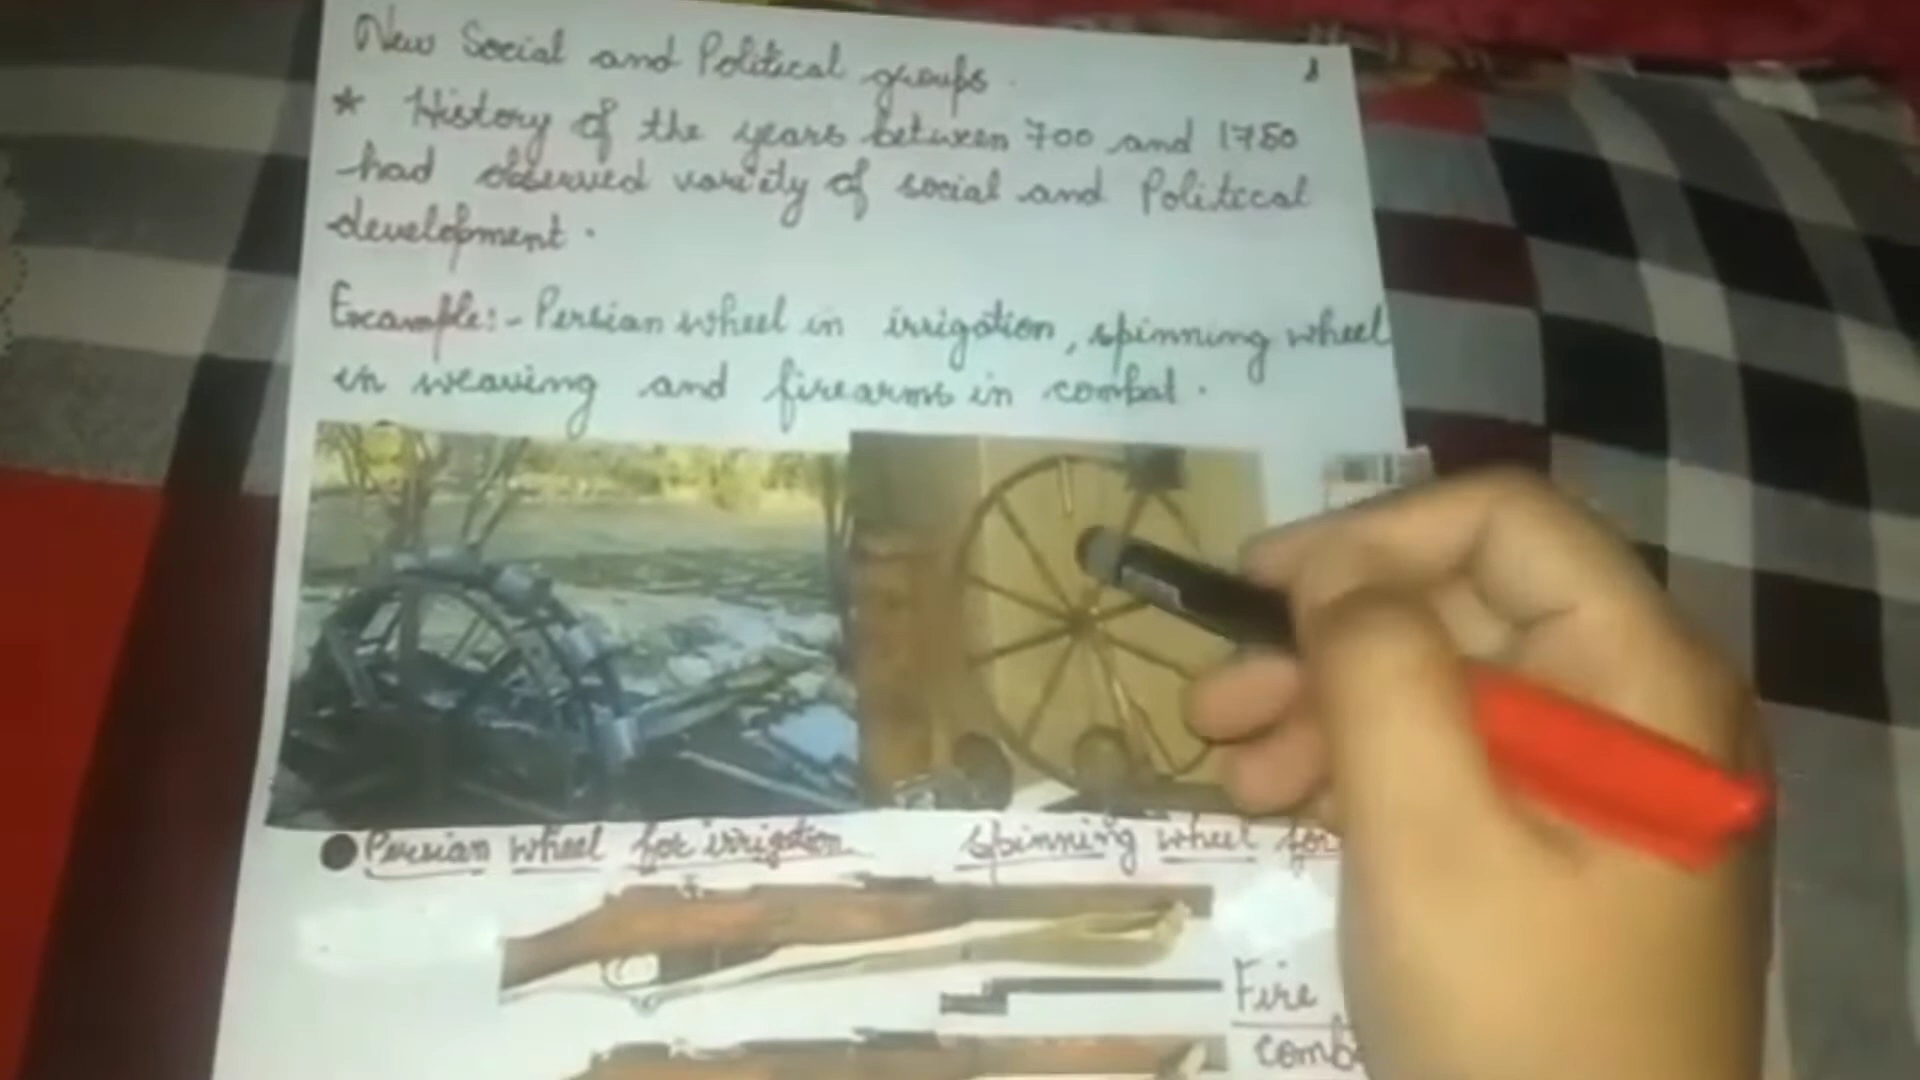 New Social and Political groups.
* History of the years between 700 and 1750
had observed variety of social and Political
development.
Example:- Persian wheel in irrigation, spinning wheel
in weaving and firearms in combat.
Persian wheel for irrigation
spinning wheel for
Fire